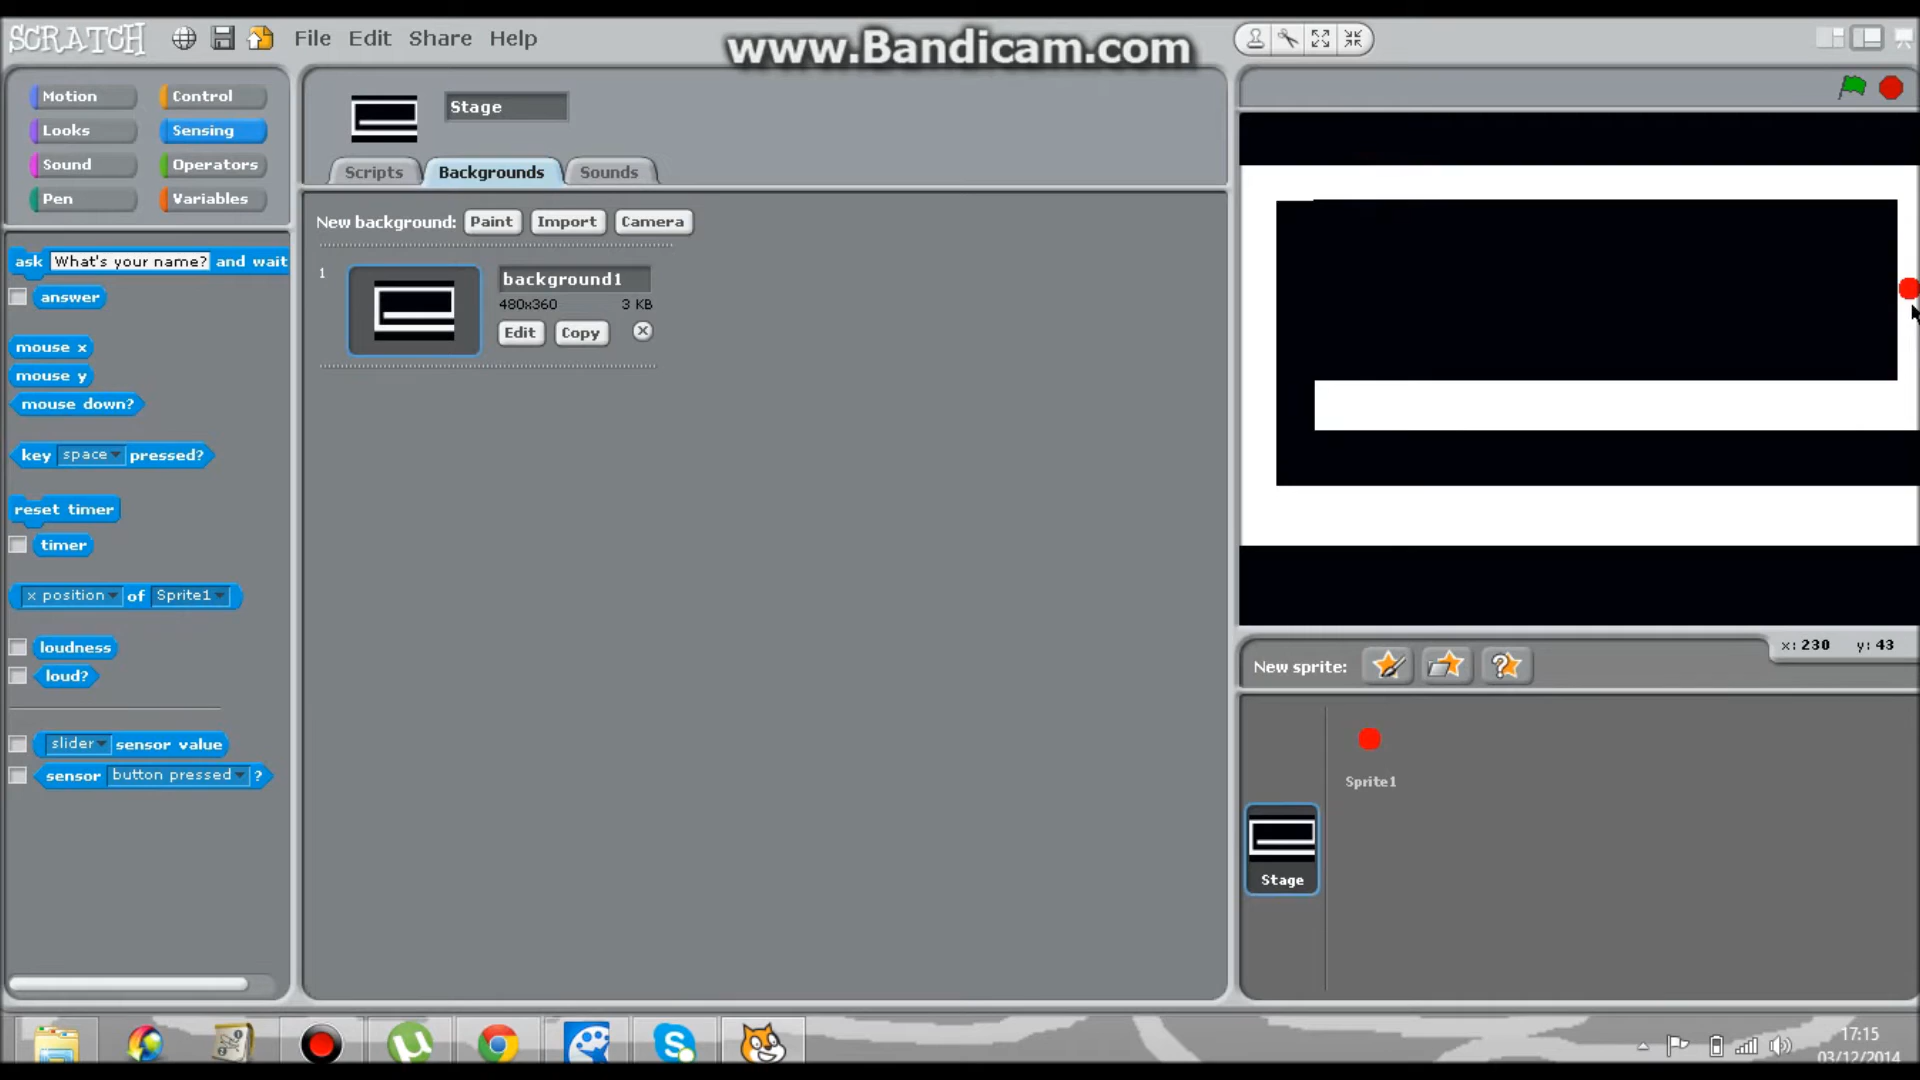 SCRATCH File Edit Share Help www.Bandicam.com
Motion Control
Looks Sensing
Sound Operators
Pen Variables
ask What's your name? and wait
answer
mouse x
mouse y
mouse down?
key space pressed?
reset timer
timer
x position of Sprite1
loudness
loud?
slider sensor value
sensor button pressed ?
Stage
Scripts Backgrounds Sounds
New background: Paint Import Camera
1 background1
480x360 3 KB
Edit Copy
x: 230 y: 43
New sprite:
Sprite1
Stage
17:15
03/12/2014